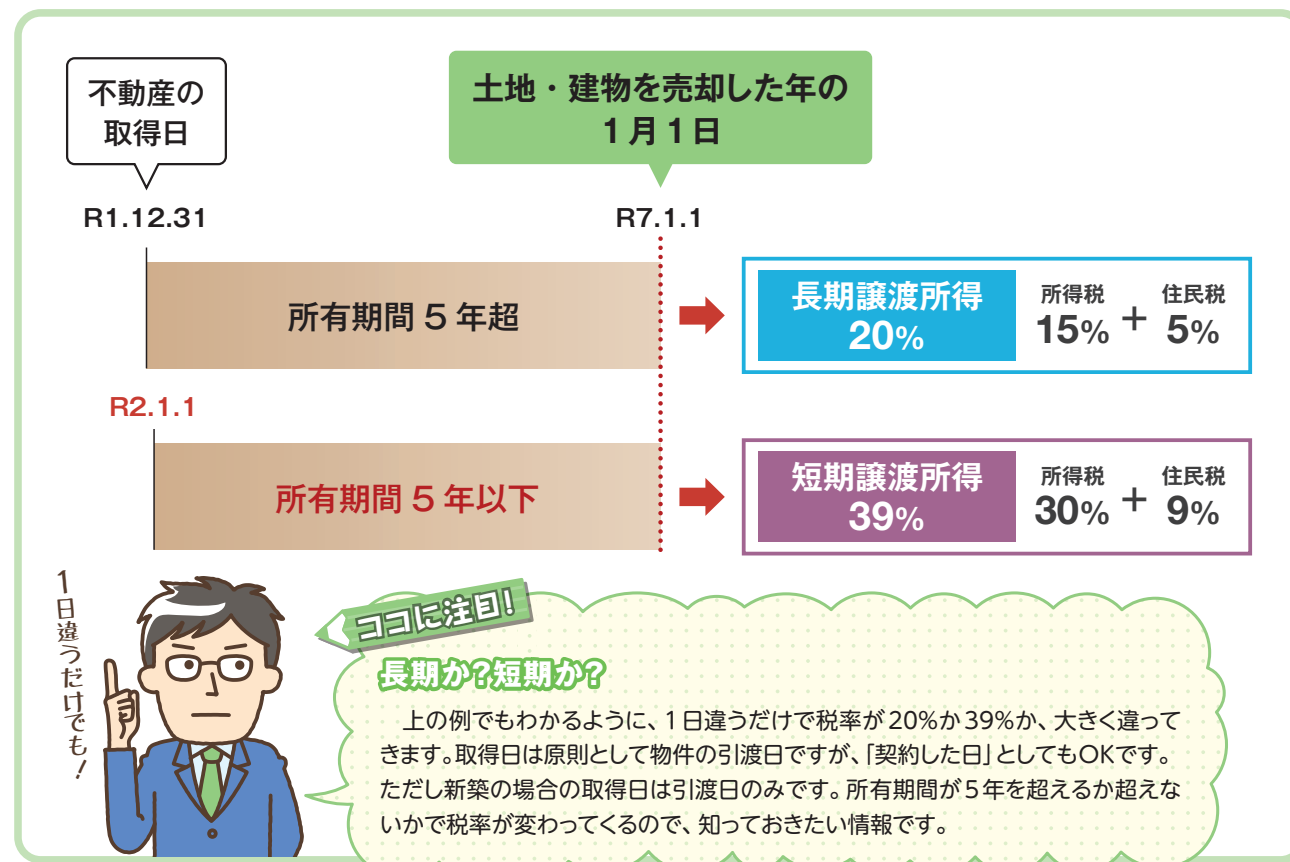 不動産の
取得日
土地・建物を売却した年の
1月1日
R1.12.31
R7.1.1
所有期間 5 年超
長期譲渡所得
20%
所得税
15%
+
住民税
5%
R2.1.1
所有期間 5 年以下
短期譲渡所得
39%
所得税
30%
+
住民税
9%
1日違うだけでも!
ココに注目!
長期か?短期か?
上の例でもわかるように、1日違うだけで税率が20%か39%か、大きく違って
きます。取得日は原則として物件の引渡日ですが、「契約した日」としてもOKです。
ただし新築の場合の取得日は引渡日のみです。所有期間が5年を超えるか超えな
いかで税率が変わってくるので、知っておきたい情報です。